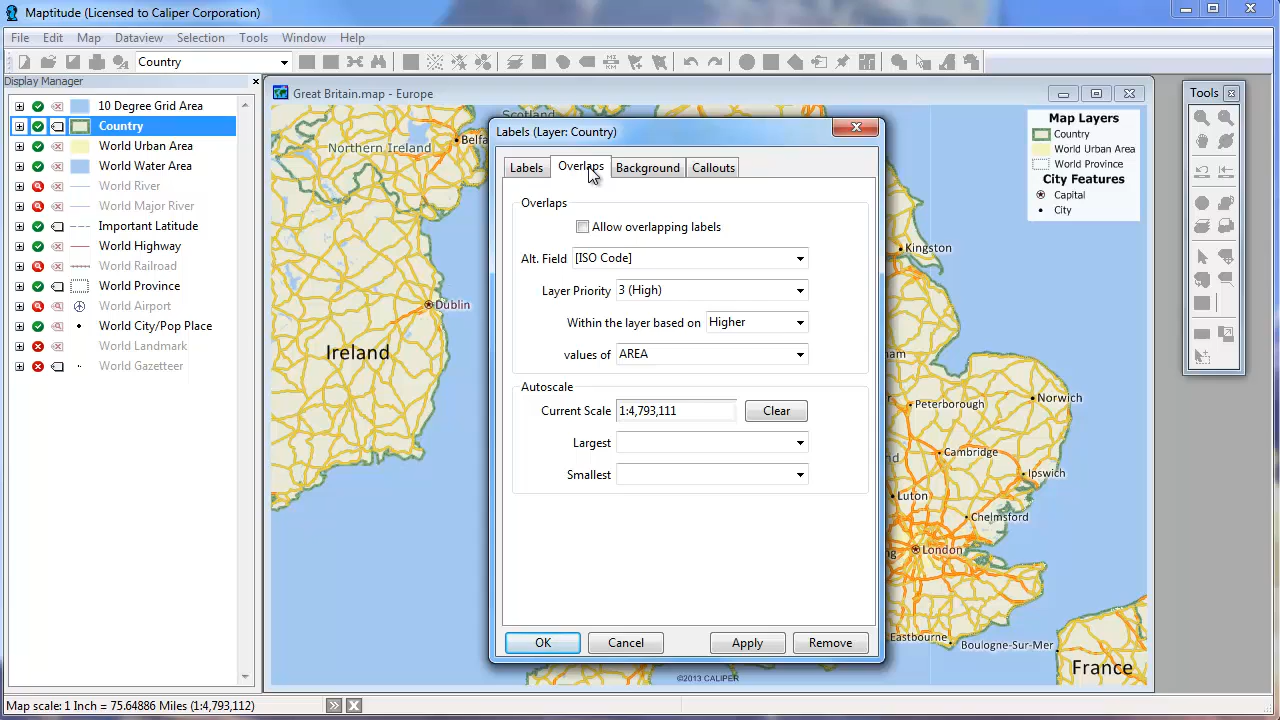 Maptitude (Licensed to Caliper Corporation)
File Edit Map Dataview Selection Tools Window Help
Country
Display Manager
10 Degree Grid Area
Country
World Urban Area
World Water Area
World River
World Major River
Important Latitude
World Highway
World Railroad
World Province
World Airport
World City/Pop Place
World Landmark
World Gazetteer
Great Britain.map - Europe
Scotland
Northern Ireland
Belfa
Dublin
Ireland
Kingston
am
Peterborough
Norwich
nd
Cambridge
Ipswich
Luton
Chelmsford
ng
London
Eastbourne
Boulogne-Sur-Mer
France
©2013 CALIPER
Map Layers
Country
World Urban Area
World Province
City Features
Capital
City
Tools
Labels (Layer: Country)
Labels Overlaps Background Callouts
Overlaps
Allow overlapping labels
Alt. Field [ISO Code]
Layer Priority 3 (High)
Within the layer based on Higher
values of AREA
Autoscale
Current Scale 1:4,793,111 Clear
Largest
Smallest
OK Cancel Apply Remove
Map scale: 1 Inch = 75.64886 Miles (1:4,793,112)